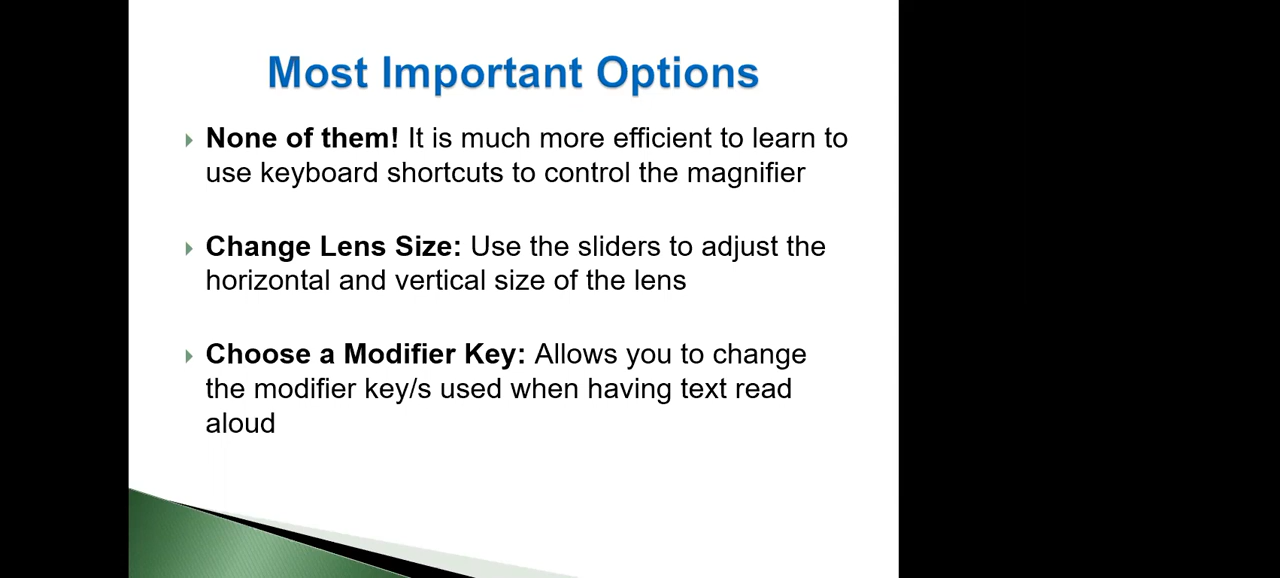 Most Important Options
None of them! It is much more efficient to learn to
use keyboard shortcuts to control the magnifier
Change Lens Size: Use the sliders to adjust the
horizontal and vertical size of the lens
Choose a Modifier Key: Allows you to change
the modifier key/s used when having text read
aloud